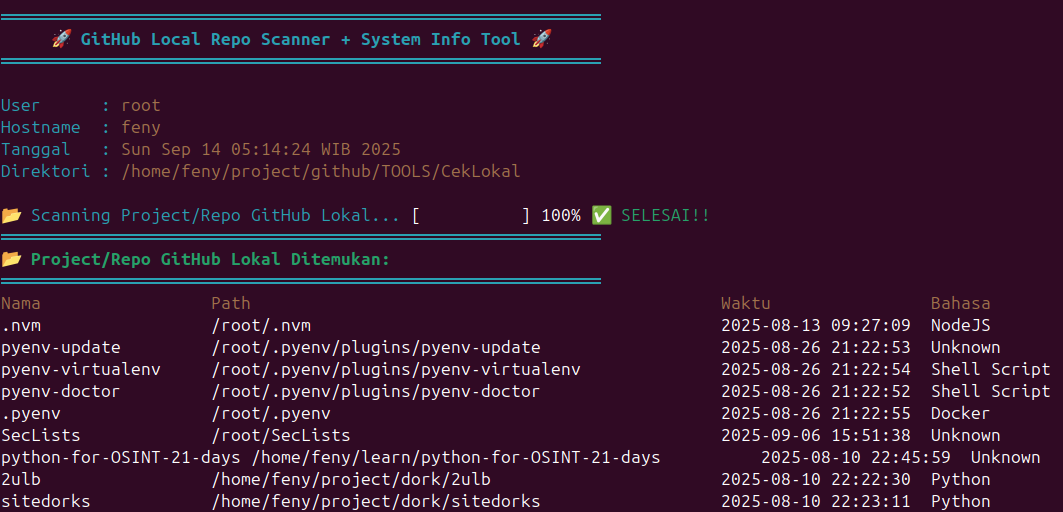 🚀 GitHub Local Repo Scanner + System Info Tool 🚀
User      : root
Hostname  : feny
Tanggal   : Sun Sep 14 05:14:24 WIB 2025
Direktori : /home/feny/project/github/TOOLS/CekLokal
📂 Scanning Project/Repo GitHub Lokal... [          ] 100% ✅ SELESAI!!
📂 Project/Repo GitHub Lokal Ditemukan:
Nama                 Path                                               Waktu                Bahasa
.nvm                 /root/.nvm                                         2025-08-13 09:27:09  NodeJS
pyenv-update         /root/.pyenv/plugins/pyenv-update                  2025-08-26 21:22:53  Unknown
pyenv-virtualenv     /root/.pyenv/plugins/pyenv-virtualenv              2025-08-26 21:22:54  Shell Script
pyenv-doctor         /root/.pyenv/plugins/pyenv-doctor                  2025-08-26 21:22:52  Shell Script
.pyenv               /root/.pyenv                                       2025-08-26 21:22:55  Docker
SecLists             /root/SecLists                                     2025-09-06 15:51:38  Unknown
python-for-OSINT-21-days /home/feny/learn/python-for-OSINT-21-days          2025-08-10 22:45:59  Unknown
2ulb                 /home/feny/project/dork/2ulb                       2025-08-10 22:22:30  Python
sitedorks            /home/feny/project/dork/sitedorks                  2025-08-10 22:23:11  Python